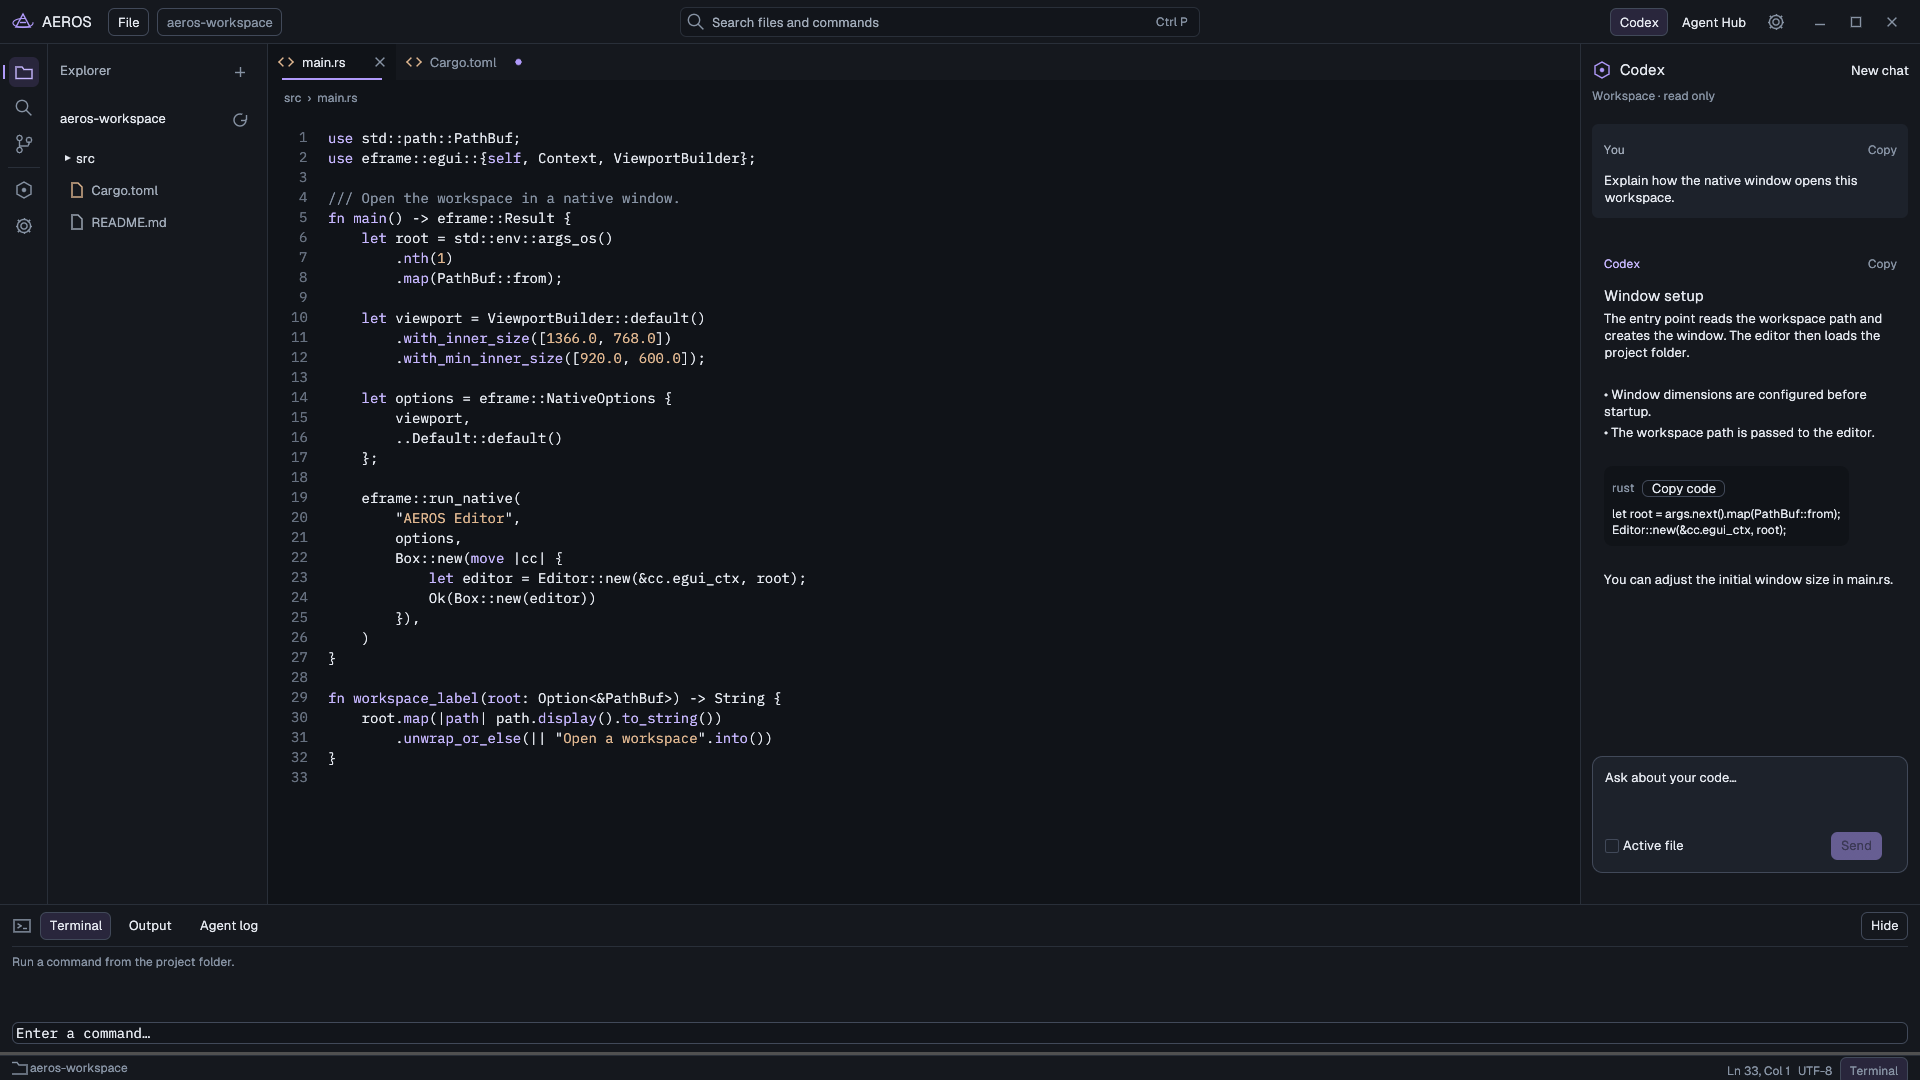 AEROS File aeros-workspace Search files and commands Ctrl P Codex Agent Hub
Explorer
aeros-workspace
src
Cargo.toml
README.md
main.rs Cargo.toml
src › main.rs
1 use std::path::PathBuf;
2 use eframe::egui::{self, Context, ViewportBuilder};
3
4 /// Open the workspace in a native window.
5 fn main() -> eframe::Result {
6     let root = std::env::args_os()
7         .nth(1)
8         .map(PathBuf::from);
9
10     let viewport = ViewportBuilder::default()
11         .with_inner_size([1366.0, 768.0])
12         .with_min_inner_size([920.0, 600.0]);
13
14     let options = eframe::NativeOptions {
15         viewport,
16         ..Default::default()
17     };
18
19     eframe::run_native(
20         "AEROS Editor",
21         options,
22         Box::new(move |cc| {
23             let editor = Editor::new(&cc.egui_ctx, root);
24             Ok(Box::new(editor))
25         }),
26     )
27 }
28
29 fn workspace_label(root: Option<&PathBuf>) -> String {
30     root.map(|path| path.display().to_string())
31         .unwrap_or_else(|| "Open a workspace".into())
32 }
33
Codex New chat
Workspace · read only
You Copy
Explain how the native window opens this
workspace.
Codex Copy
Window setup
The entry point reads the workspace path and
creates the window. The editor then loads the
project folder.
• Window dimensions are configured before
startup.
• The workspace path is passed to the editor.
rust Copy code
let root = args.next().map(PathBuf::from);
Editor::new(&cc.egui_ctx, root);
You can adjust the initial window size in main.rs.
Ask about your code…
Active file Send
Terminal Output Agent log Hide
Run a command from the project folder.
Enter a command…
aeros-workspace Ln 33, Col 1 UTF-8 Terminal